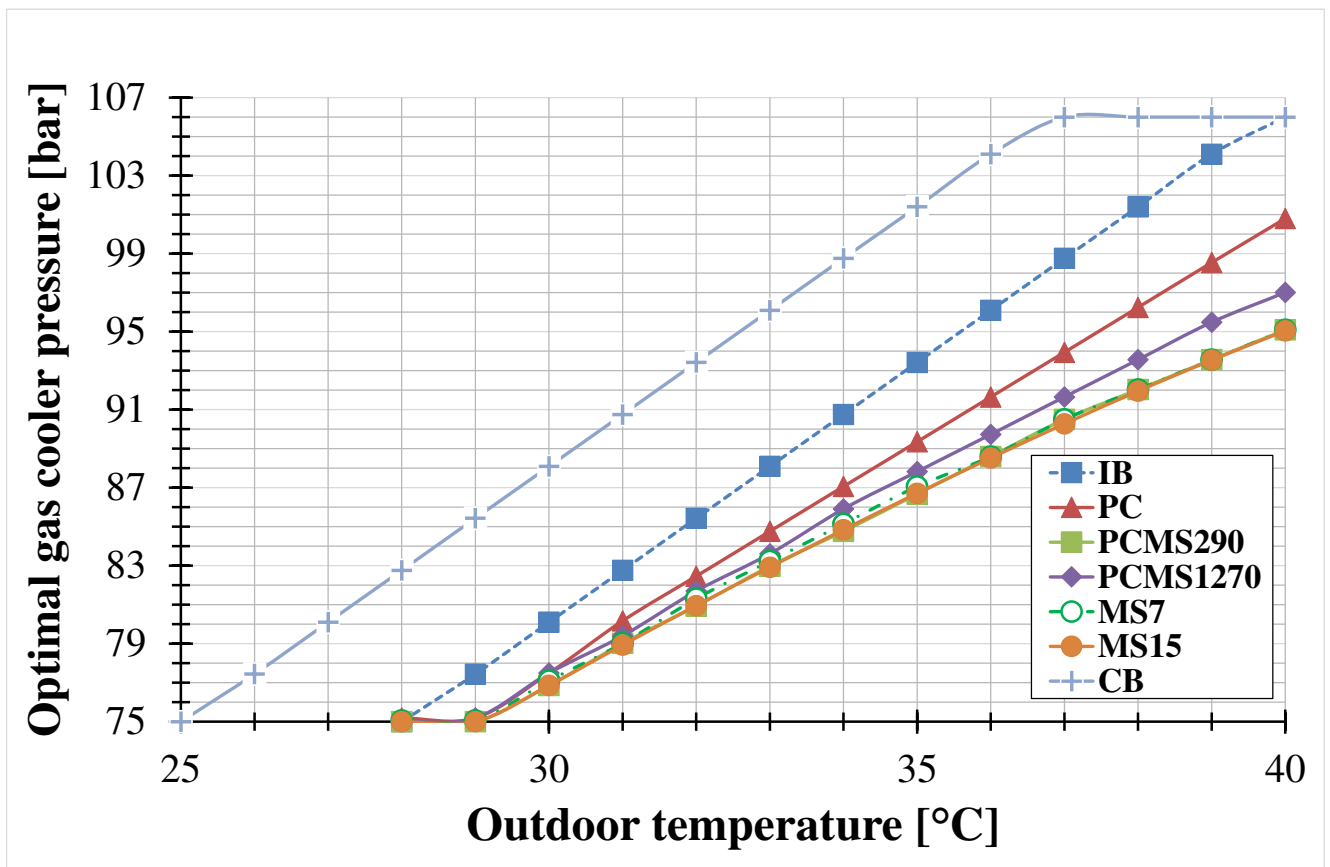 Optimal gas cooler pressure [bar]
107
103
99
95
91
87
83
79
75
25
30
35
40
Outdoor temperature [°C]
IB
PC
PCMS290
PCMS1270
MS7
MS15
CB